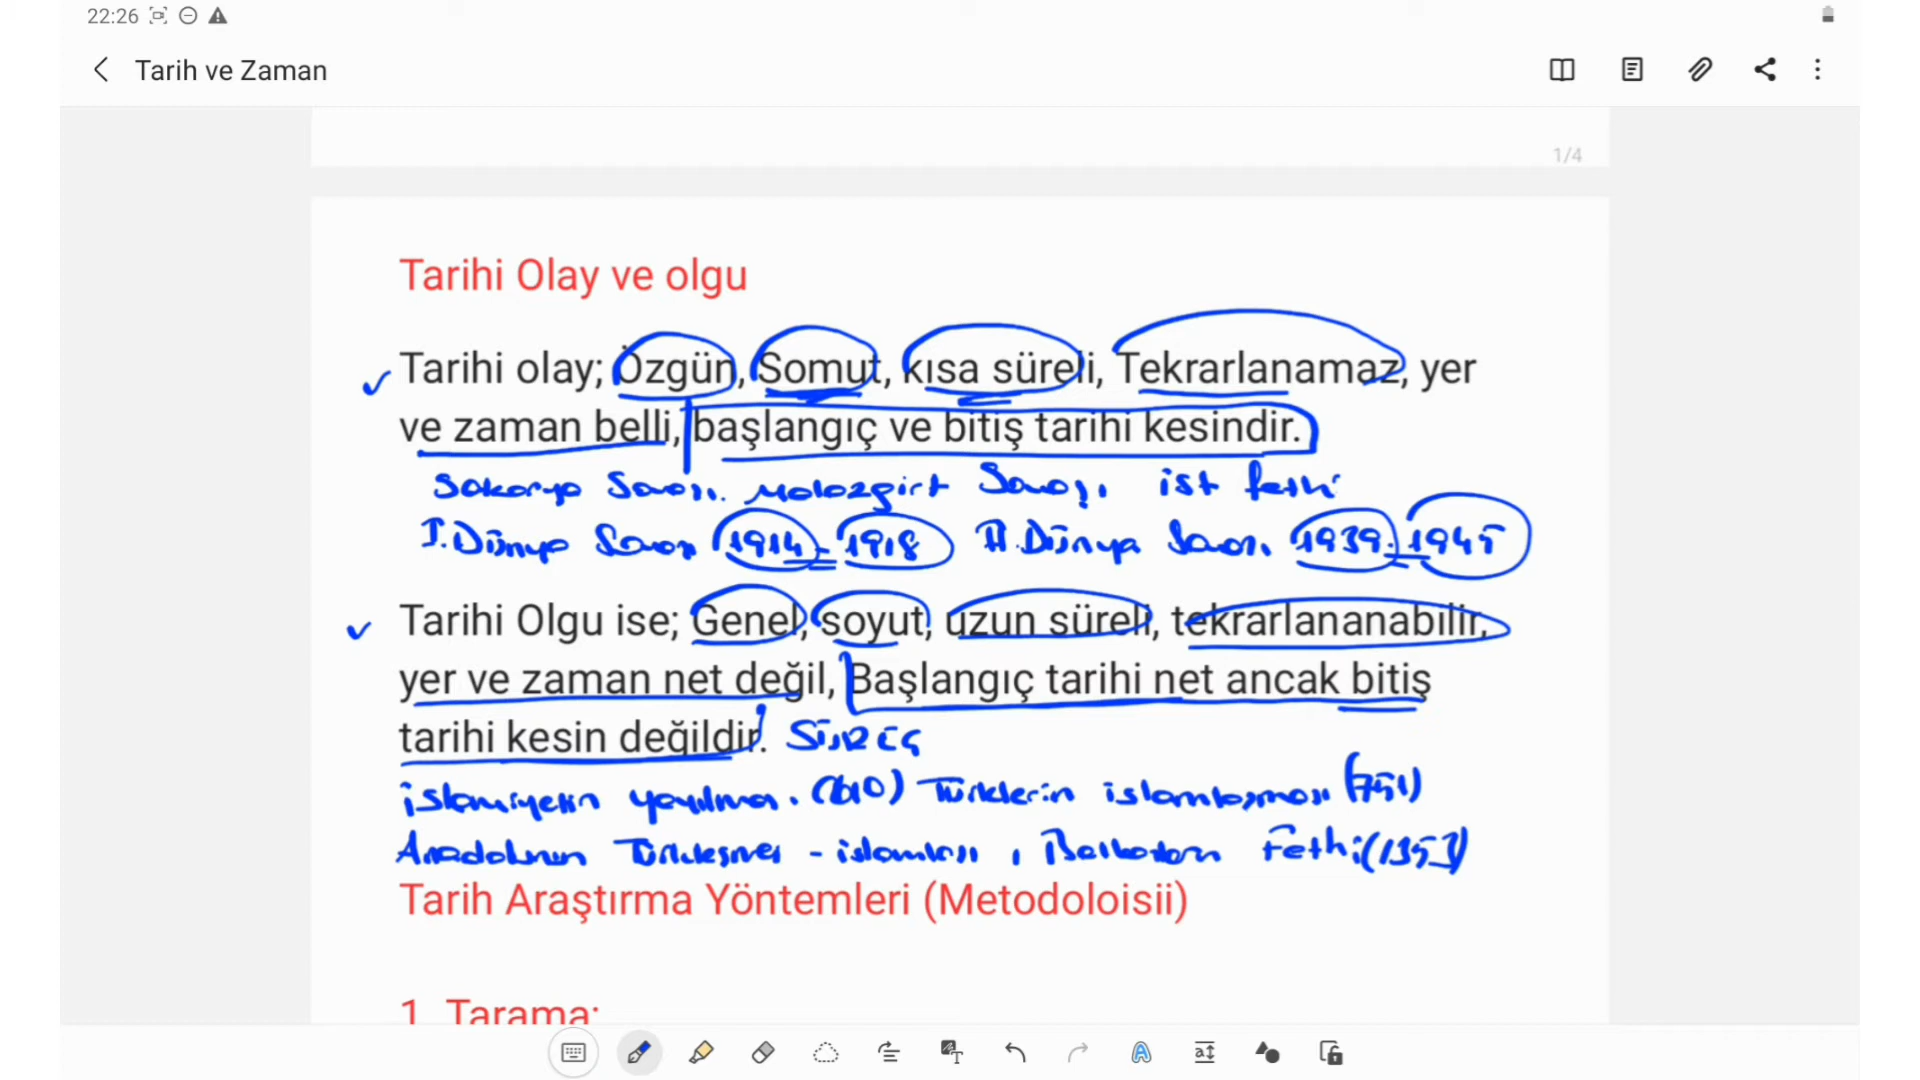 22:26
Tarih ve Zaman
1/4
Tarihi Olay ve olgu
Tarihi olay; Özgün, Somut, kısa süreli, Tekrarlanamaz, yer
ve zaman belli, başlangıç ve bitiş tarihi kesindir.
Sakarya Savaşı. Malazgirt Savaşı, ist fethi
I. Dünya Savaşı 1914-1918 II. Dünya Savaşı 1939-1945
Tarihi Olgu ise; Genel, soyut, uzun süreli, tekrarlananabilir,
yer ve zaman net değil, Başlangıç tarihi net ancak bitiş
tarihi kesin değildir. SÜREÇ
islamiyetin yayılması. (610) Türklerin islamlaşması (751)
Anadolunun Türkleşmesi - islamlaşı, Balkanların Fethi (1353)
Tarih Araştırma Yöntemleri (Metodoloisii)
1. Tarama: